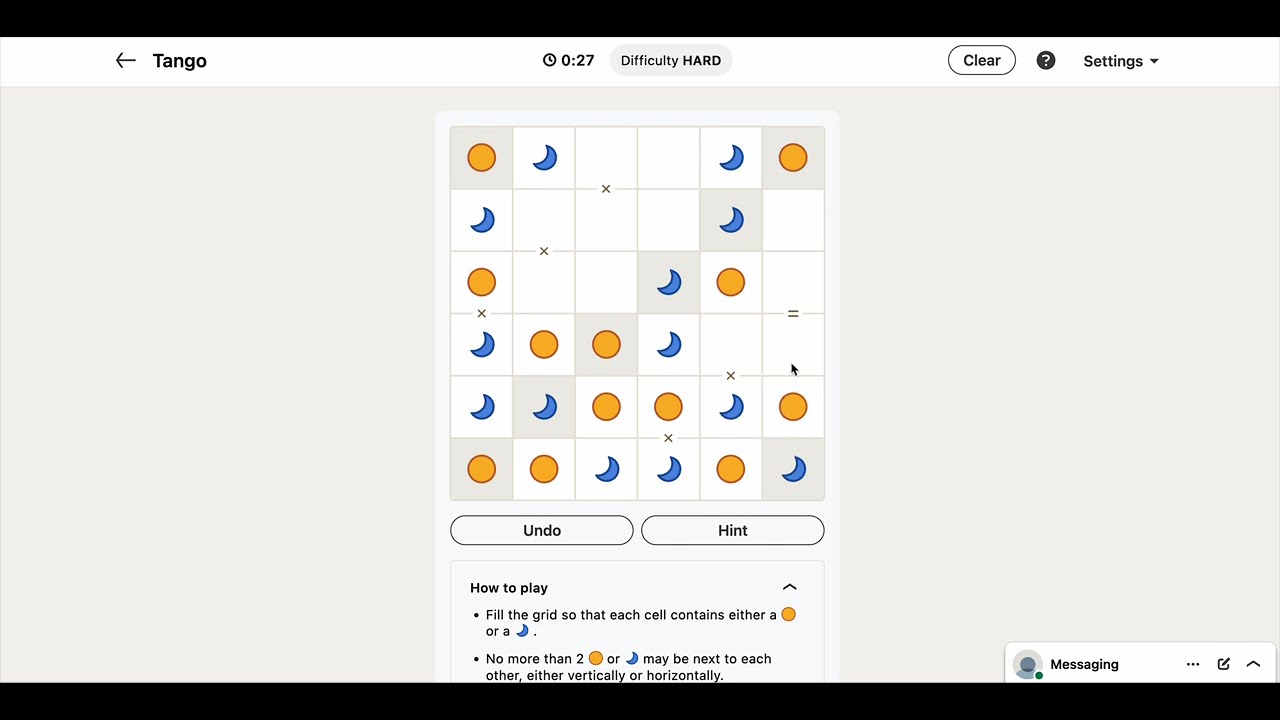 Tango
0:27
Difficulty HARD
Clear
?
Settings
×
×
×
=
×
×
Undo
Hint
How to play
• Fill the grid so that each cell contains either a
or a .
• No more than 2 or may be next to each
other, either vertically or horizontally.
Messaging